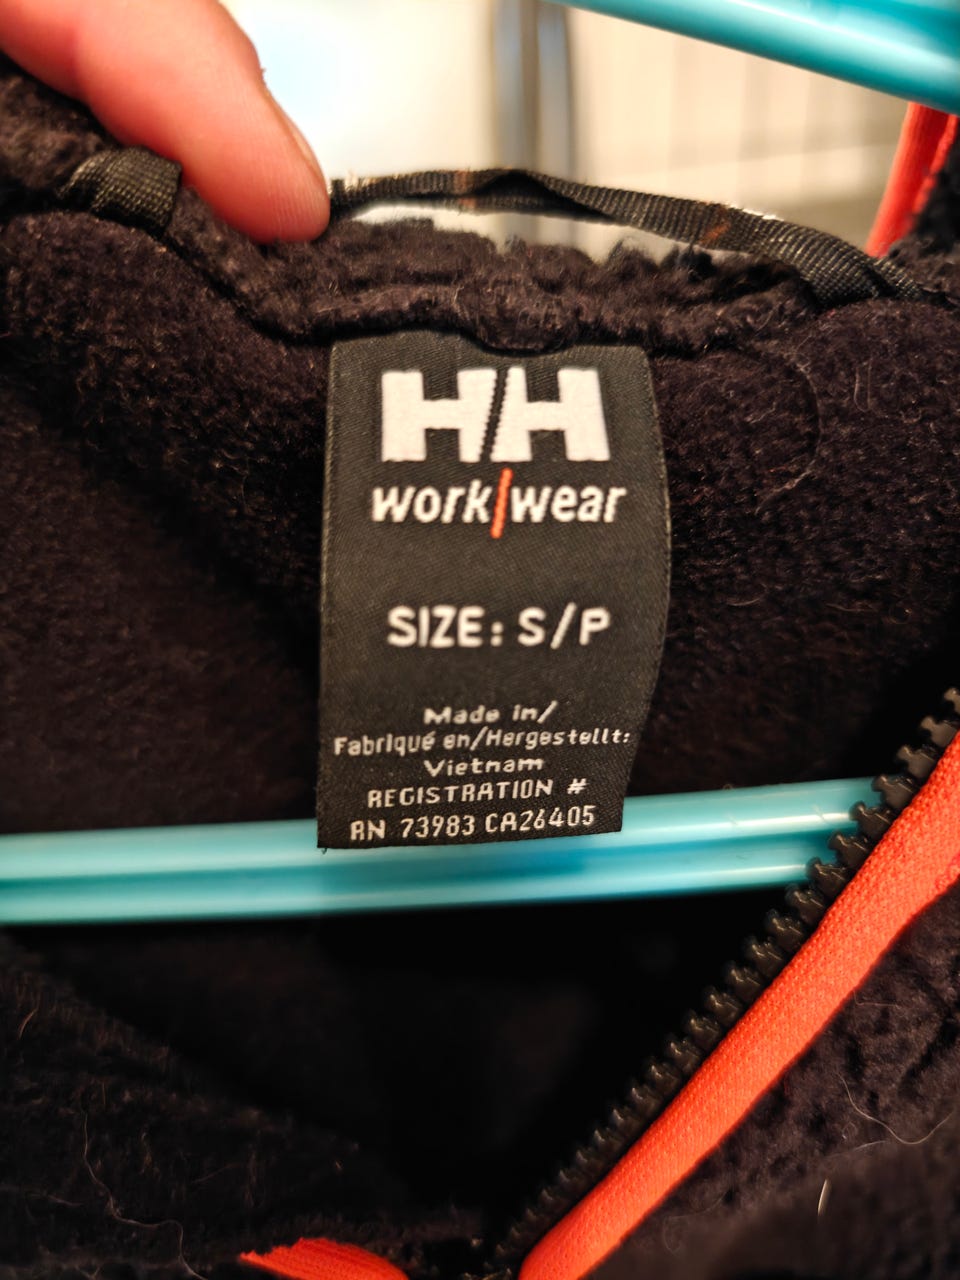 HH
work/wear
SIZE: S/P
Made in/
Fabriqué en/Hergestellt:
Vietnam
REGISTRATION #
RN 73983 CA26405